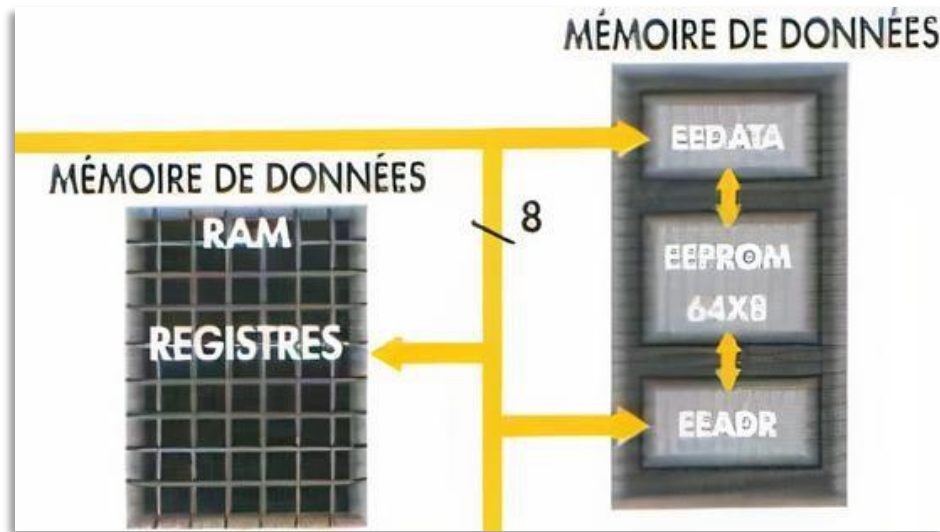 MÉMOIRE DE DONNÉES
EEDATA
MÉMOIRE DE DONNÉES
RAM
8
EEPROM
64X8
REGISTRES
EEADR